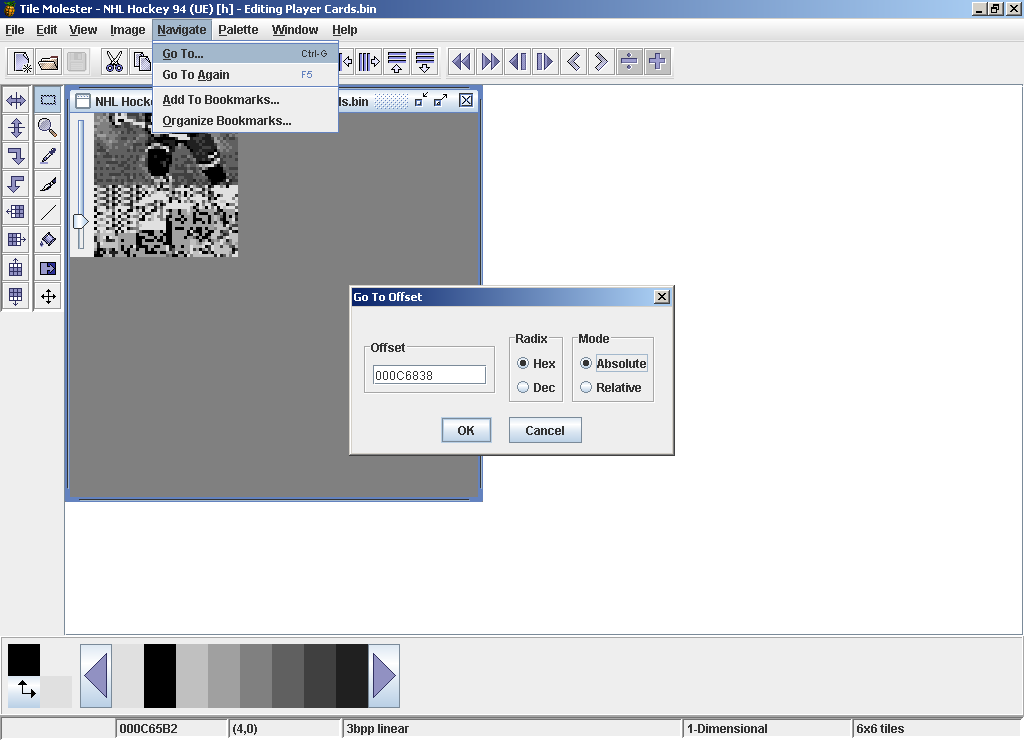 Tile Molester - NHL Hockey 94 (UE) [h] - Editing Player Cards.bin
File Edit View Image Navigate Palette Window Help
Go To... Ctrl-G
Go To Again F5
Add To Bookmarks...
Organize Bookmarks...
NHL Hocke ds.bin
Go To Offset
Offset
000C6838
Radix
Hex
Dec
Mode
Absolute
Relative
OK Cancel
000C65B2 (4,0) 3bpp linear 1-Dimensional 6x6 tiles